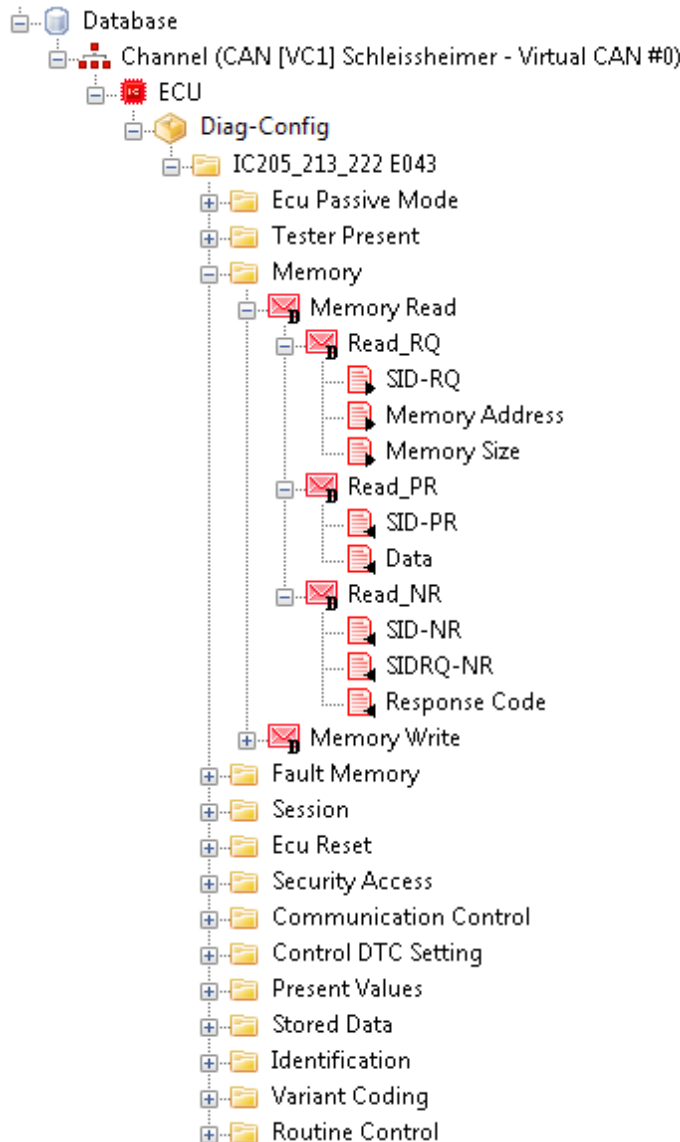 Database
Channel (CAN [VC1] Schleissheimer - Virtual CAN #0)
ECU
Diag-Config
IC205_213_222 E043
Ecu Passive Mode
Tester Present
Memory
Memory Read
Read_RQ
SID-RQ
Memory Address
Memory Size
Read_PR
SID-PR
Data
Read_NR
SID-NR
SIDRQ-NR
Response Code
Memory Write
Fault Memory
Session
Ecu Reset
Security Access
Communication Control
Control DTC Setting
Present Values
Stored Data
Identification
Variant Coding
Routine Control